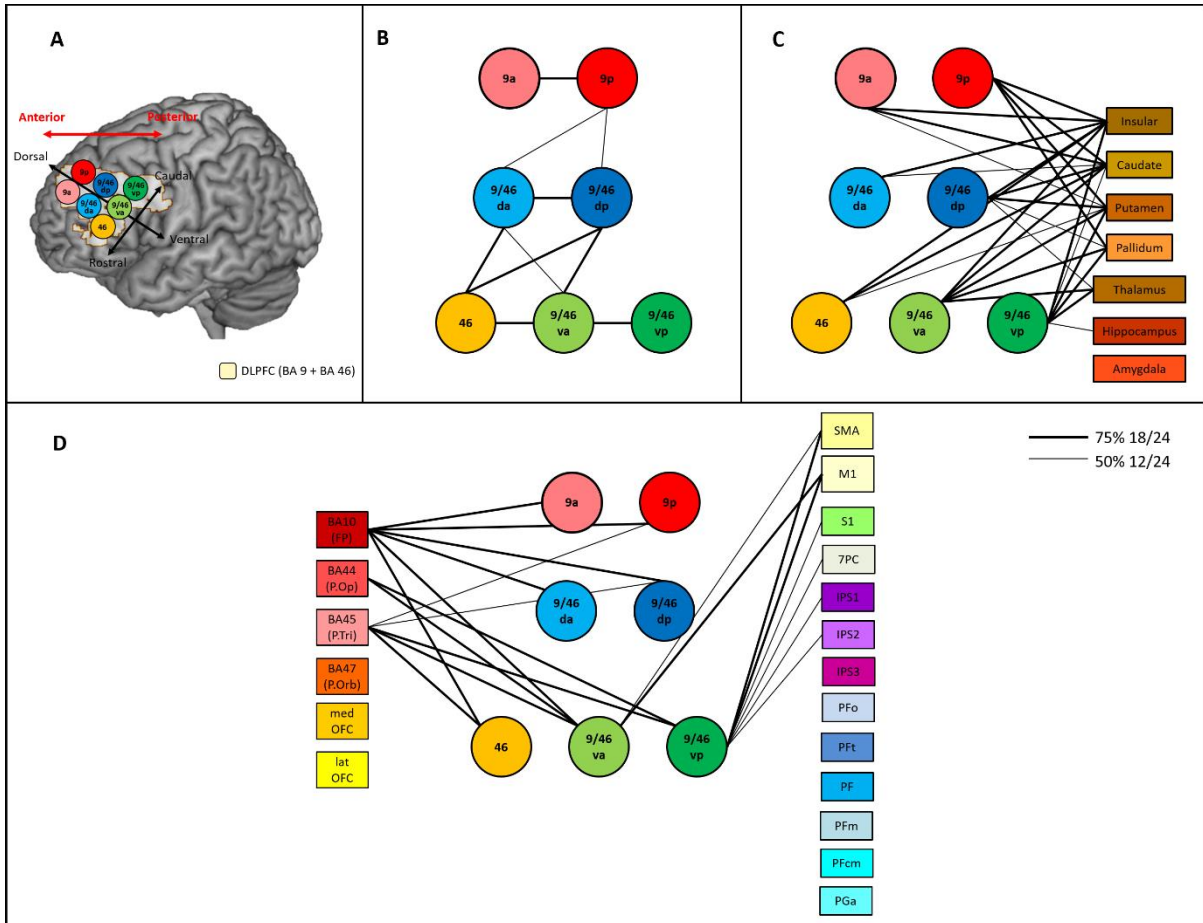 A
Anterior
Posterior
Dorsal
Caudal
9p
9/46
dp
9/46
vp
9a
9/46
da
9/46
va
46
Ventral
Rostral
DLPFC (BA 9 + BA 46)
B
9a
9p
9/46
da
9/46
dp
46
9/46
va
9/46
vp
C
9a
9p
9/46
da
9/46
dp
46
9/46
va
9/46
vp
Insular
Caudate
Putamen
Pallidum
Thalamus
Hippocampus
Amygdala
D
75% 18/24
50% 12/24
BA10
(FP)
BA44
(P.Op)
BA45
(P.Tri)
BA47
(P.Orb)
med
OFC
lat
OFC
9a
9p
9/46
da
9/46
dp
46
9/46
va
9/46
vp
SMA
M1
S1
7PC
IPS1
IPS2
IPS3
PFo
PFt
PF
PFm
PFcm
PGa